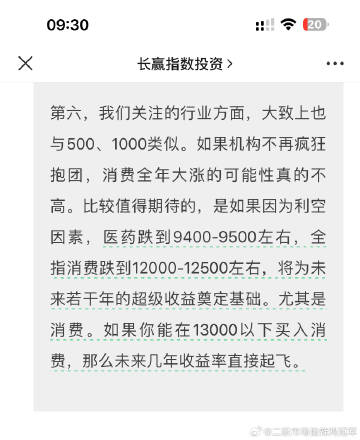 09:30
20
长赢指数投资
第六，我们关注的行业方面，大致上也
与500、1000类似。如果机构不再疯狂
抱团，消费全年大涨的可能性真的不
高。比较值得期待的，是如果因为利空
因素，医药跌到9400-9500左右，全
指消费跌到12000-12500左右，将为未
来若干年的超级收益奠定基础。尤其是
消费。如果你能在13000以下买入消
费，那么未来几年收益率直接起飞。